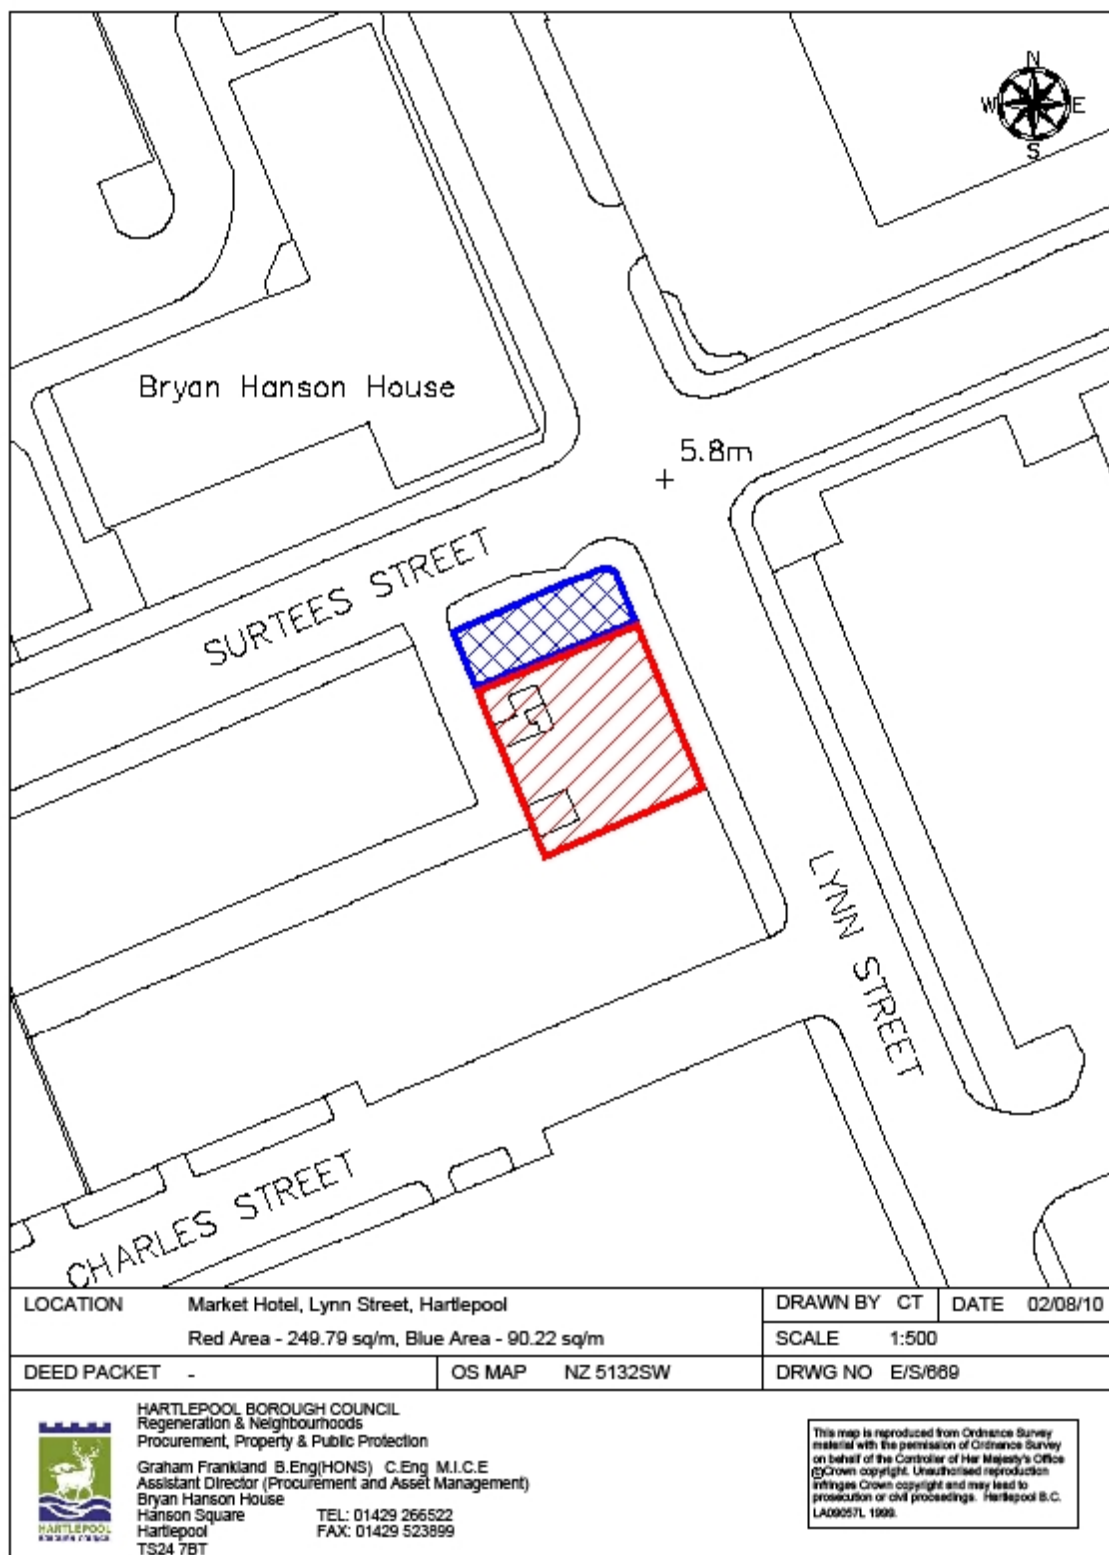 N
W E
S
Bryan Hanson House
5.8m
SURTEES STREET
LYNN STREET
CHARLES STREET
LOCATION Market Hotel, Lynn Street, Hartlepool
Red Area - 249.79 sq/m, Blue Area - 90.22 sq/m
DRAWN BY CT DATE 02/08/10
SCALE 1:500
DEED PACKET - OS MAP NZ 5132SW DRWG NO E/S/669
HARTLEPOOL BOROUGH COUNCIL
Regeneration & Neighbourhoods
Procurement, Property & Public Protection
Graham Frankland B.Eng(HONS) C.Eng M.I.C.E
Assistant Director (Procurement and Asset Management)
Bryan Hanson House
Hanson Square TEL: 01429 266522
Hartlepool FAX: 01429 523899
TS24 7BT
HARTLEPOOL
BOROUGH COUNCIL
This map is reproduced from Ordnance Survey
material with the permission of Ordnance Survey
on behalf of the Controller of Her Majesty's Office
©Crown copyright. Unauthorised reproduction
infringes Crown copyright and may lead to
prosecution or civil proceedings. Hartlepool B.C.
LA09057L 1999.